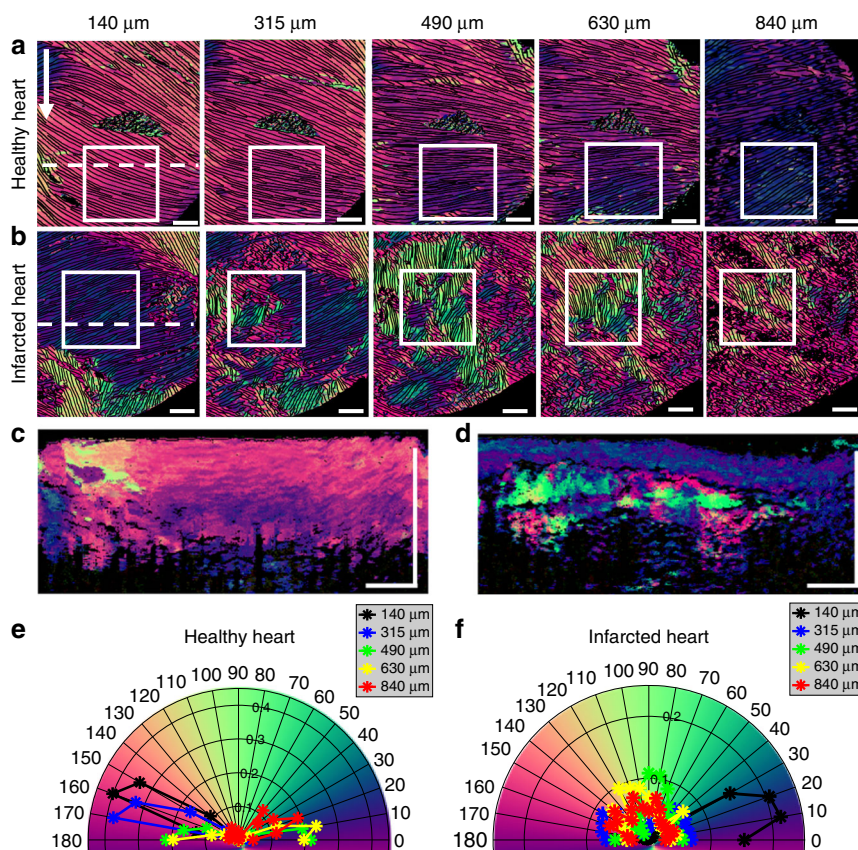 140 μm 315 μm 490 μm 630 μm 840 μm
a
Healthy heart
b
Infarcted heart
c
d
e
Healthy heart
140 μm
315 μm
490 μm
630 μm
840 μm
180 170 160 150 140 130 120 110 100 90 80 70 60 50 40 30 20 10 0
0.4
0.3
0.2
0.1
f
Infarcted heart
140 μm
315 μm
490 μm
630 μm
840 μm
180 170 160 150 140 130 120 110 100 90 80 70 60 50 40 30 20 10 0
0.2
0.1